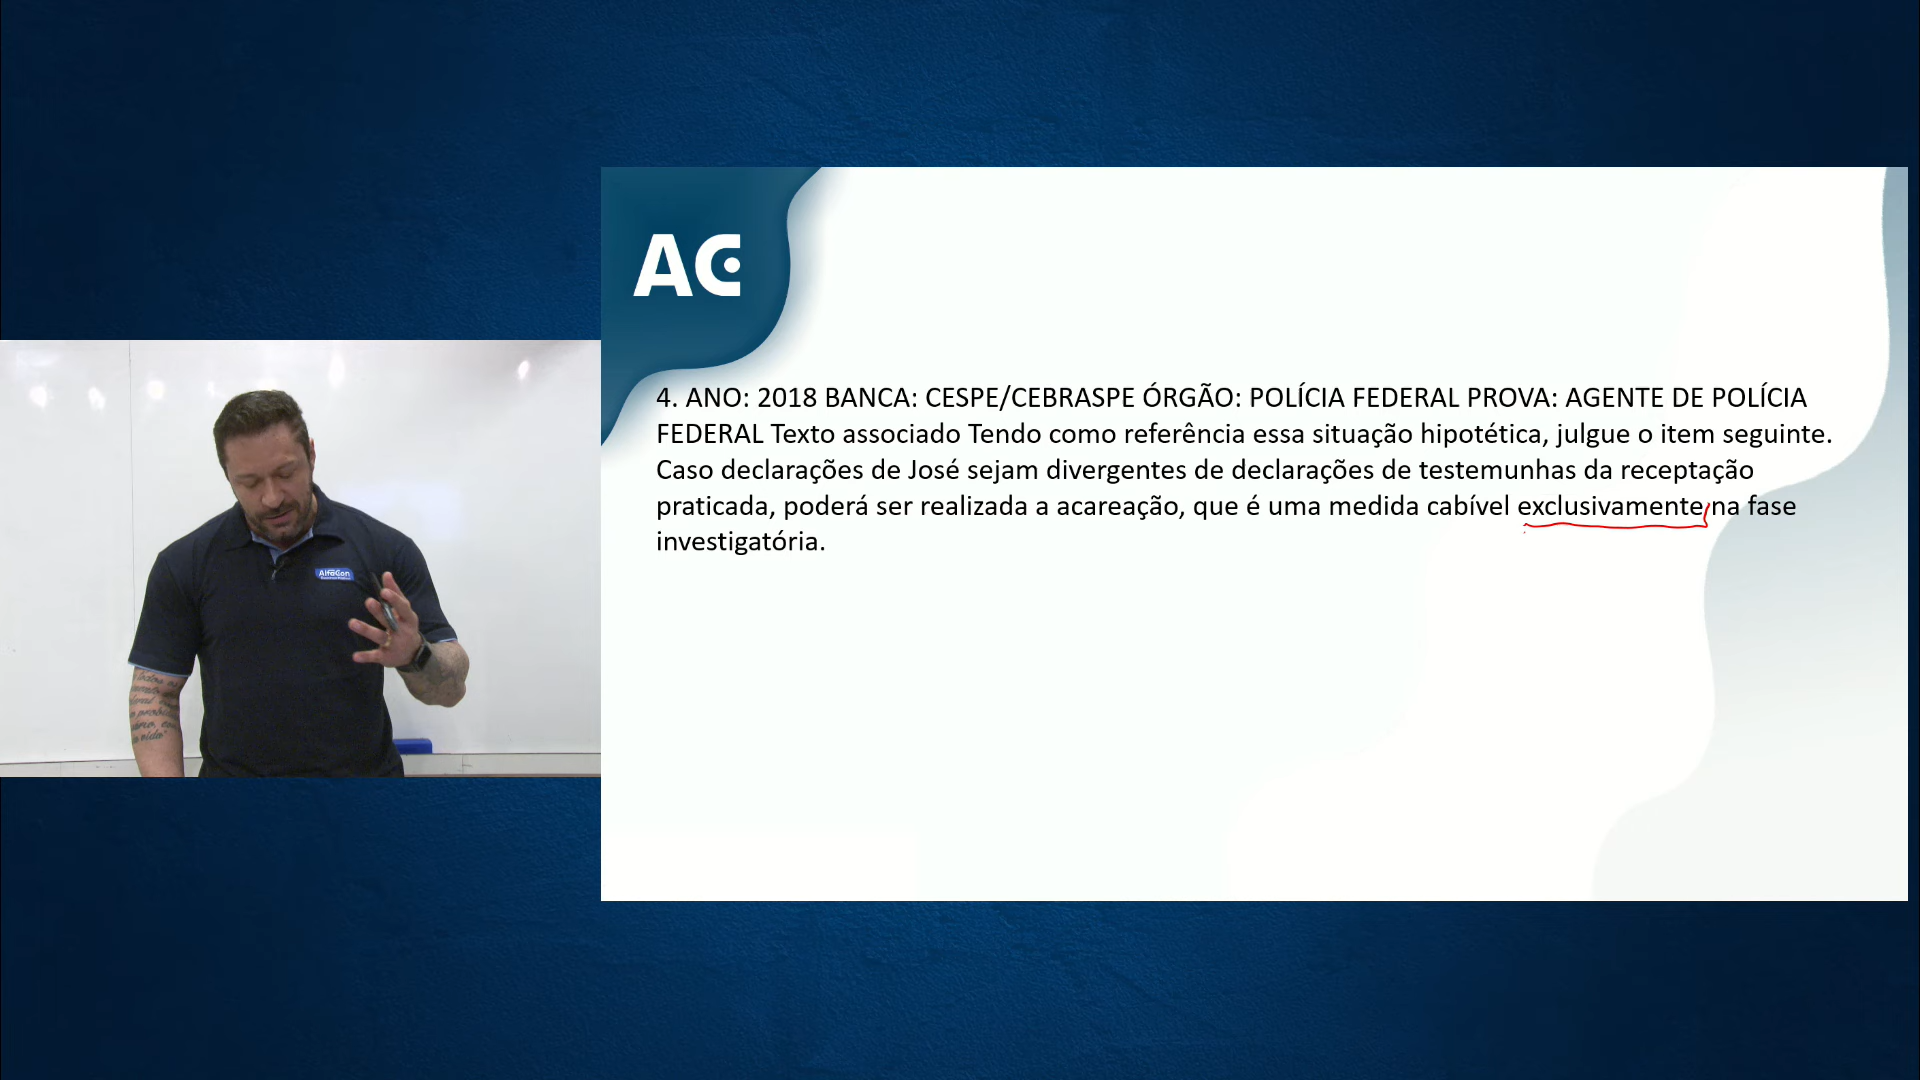 AC
4. ANO: 2018 BANCA: CESPE/CEBRASPE ÓRGÃO: POLÍCIA FEDERAL PROVA: AGENTE DE POLÍCIA
FEDERAL Texto associado Tendo como referência essa situação hipotética, julgue o item seguinte.
Caso declarações de José sejam divergentes de declarações de testemunhas da receptação
praticada, poderá ser realizada a acareação, que é uma medida cabível exclusivamente na fase
investigatória.
AlfaCon